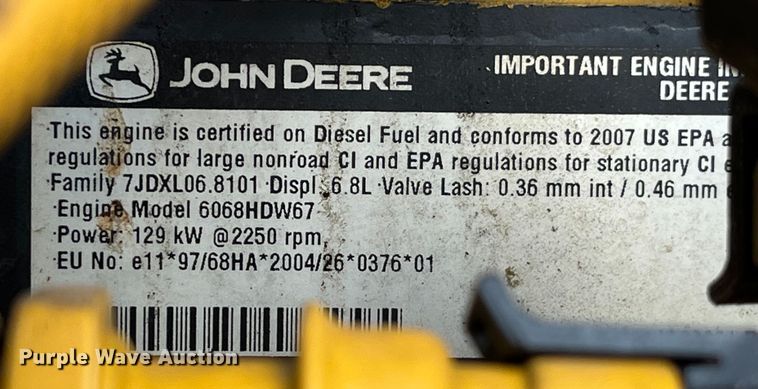 JOHN DEERE
IMPORTANT ENGINE
DEERE
This engine is certified on Diesel Fuel and conforms to 2007 US EPA
regulations for large nonroad CI and EPA regulations for stationary CI
Family 7JDXL06.8101 Displ. 6.8L Valve Lash: 0.36 mm int / 0.46 mm
Engine Model 6068HDW67
Power: 129 kW @2250 rpm,
EU No: e11*97/68HA*2004/26*0376*01
Purple Wave Auction